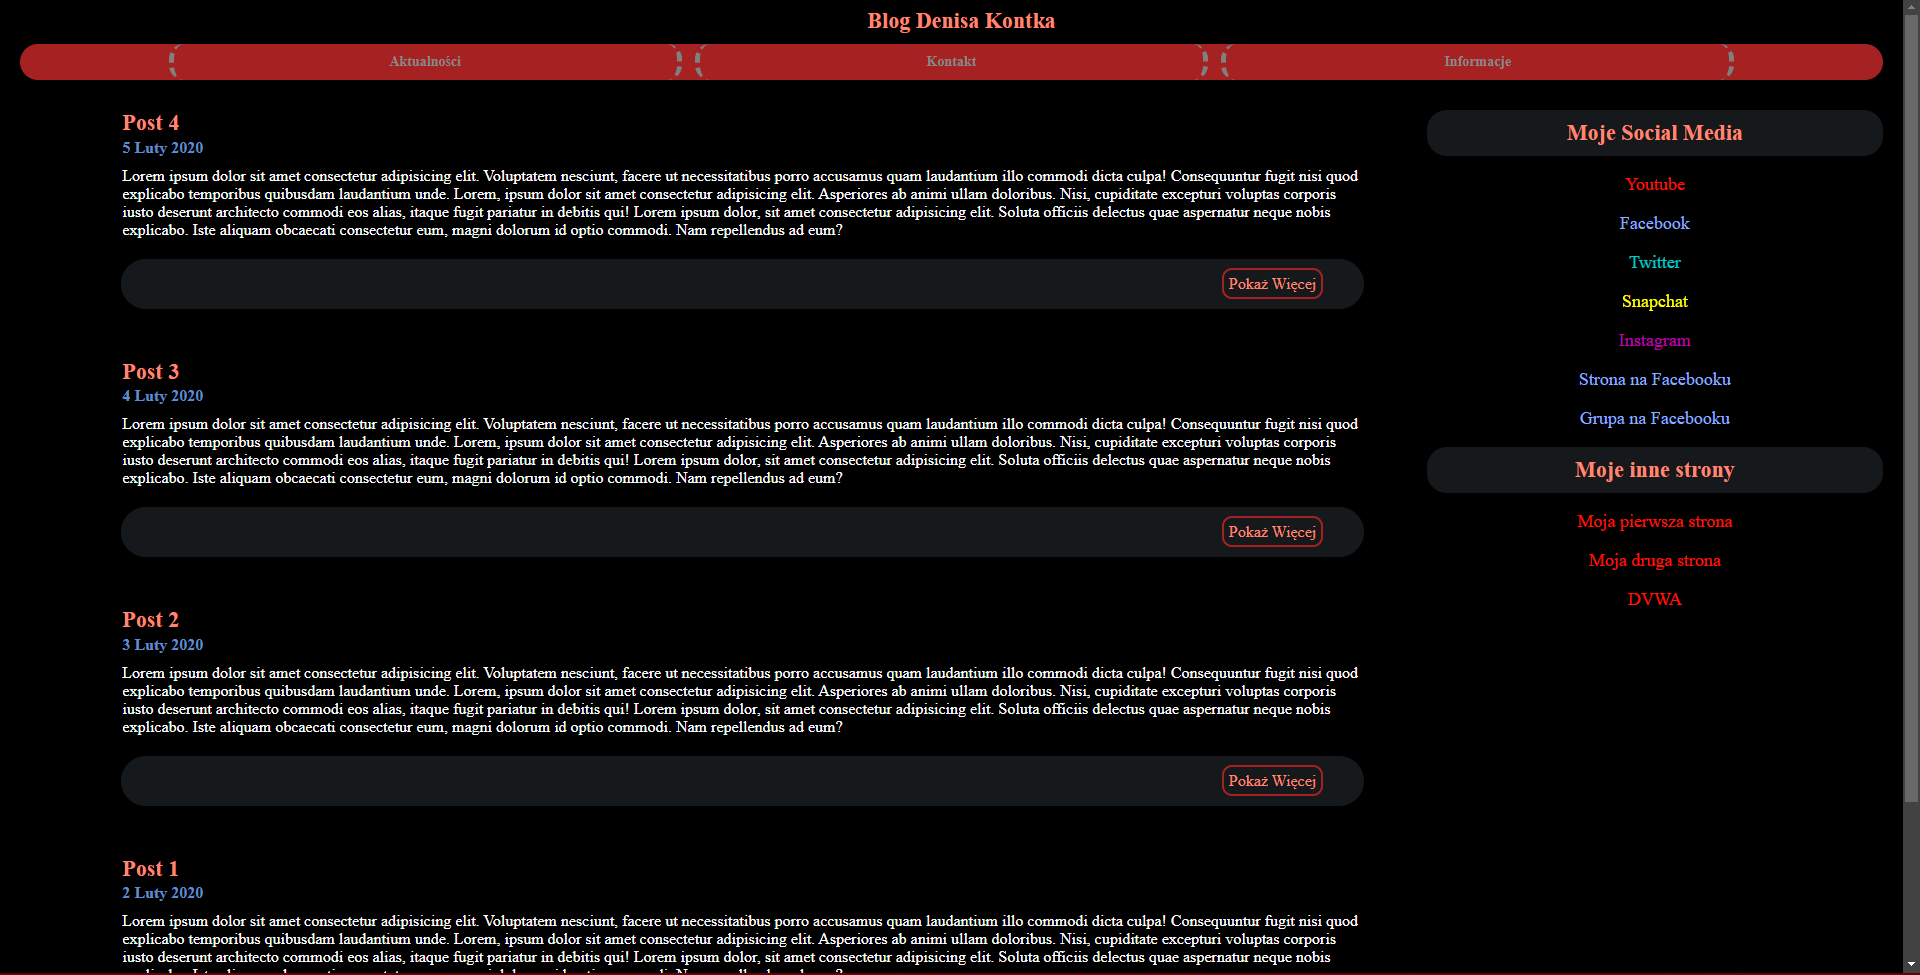 Blog Denisa Kontka
Aktualności
Kontakt
Informacje
Post 4
5 Luty 2020
Lorem ipsum dolor sit amet consectetur adipisicing elit. Voluptatem nesciunt, facere ut necessitatibus porro accusamus quam laudantium illo commodi dicta culpa! Consequuntur fugit nisi quod
explicabo temporibus quibusdam laudantium unde. Lorem, ipsum dolor sit amet consectetur adipisicing elit. Asperiores ab animi ullam doloribus. Nisi, cupiditate excepturi voluptas corporis
iusto deserunt architecto commodi eos alias, itaque fugit pariatur in debitis qui! Lorem ipsum dolor, sit amet consectetur adipisicing elit. Soluta officiis delectus quae aspernatur neque nobis
explicabo. Iste aliquam obcaecati consectetur eum, magni dolorum id optio commodi. Nam repellendus ad eum?
Pokaż Więcej
Post 3
4 Luty 2020
Lorem ipsum dolor sit amet consectetur adipisicing elit. Voluptatem nesciunt, facere ut necessitatibus porro accusamus quam laudantium illo commodi dicta culpa! Consequuntur fugit nisi quod
explicabo temporibus quibusdam laudantium unde. Lorem, ipsum dolor sit amet consectetur adipisicing elit. Asperiores ab animi ullam doloribus. Nisi, cupiditate excepturi voluptas corporis
iusto deserunt architecto commodi eos alias, itaque fugit pariatur in debitis qui! Lorem ipsum dolor, sit amet consectetur adipisicing elit. Soluta officiis delectus quae aspernatur neque nobis
explicabo. Iste aliquam obcaecati consectetur eum, magni dolorum id optio commodi. Nam repellendus ad eum?
Pokaż Więcej
Post 2
3 Luty 2020
Lorem ipsum dolor sit amet consectetur adipisicing elit. Voluptatem nesciunt, facere ut necessitatibus porro accusamus quam laudantium illo commodi dicta culpa! Consequuntur fugit nisi quod
explicabo temporibus quibusdam laudantium unde. Lorem, ipsum dolor sit amet consectetur adipisicing elit. Asperiores ab animi ullam doloribus. Nisi, cupiditate excepturi voluptas corporis
iusto deserunt architecto commodi eos alias, itaque fugit pariatur in debitis qui! Lorem ipsum dolor, sit amet consectetur adipisicing elit. Soluta officiis delectus quae aspernatur neque nobis
explicabo. Iste aliquam obcaecati consectetur eum, magni dolorum id optio commodi. Nam repellendus ad eum?
Pokaż Więcej
Post 1
2 Luty 2020
Lorem ipsum dolor sit amet consectetur adipisicing elit. Voluptatem nesciunt, facere ut necessitatibus porro accusamus quam laudantium illo commodi dicta culpa! Consequuntur fugit nisi quod
explicabo temporibus quibusdam laudantium unde. Lorem, ipsum dolor sit amet consectetur adipisicing elit. Asperiores ab animi ullam doloribus. Nisi, cupiditate excepturi voluptas corporis
iusto deserunt architecto commodi eos alias, itaque fugit pariatur in debitis qui! Lorem ipsum dolor, sit amet consectetur adipisicing elit. Soluta officiis delectus quae aspernatur neque nobis
Moje Social Media
Youtube
Facebook
Twitter
Snapchat
Instagram
Strona na Facebooku
Grupa na Facebooku
Moje inne strony
Moja pierwsza strona
Moja druga strona
DVWA